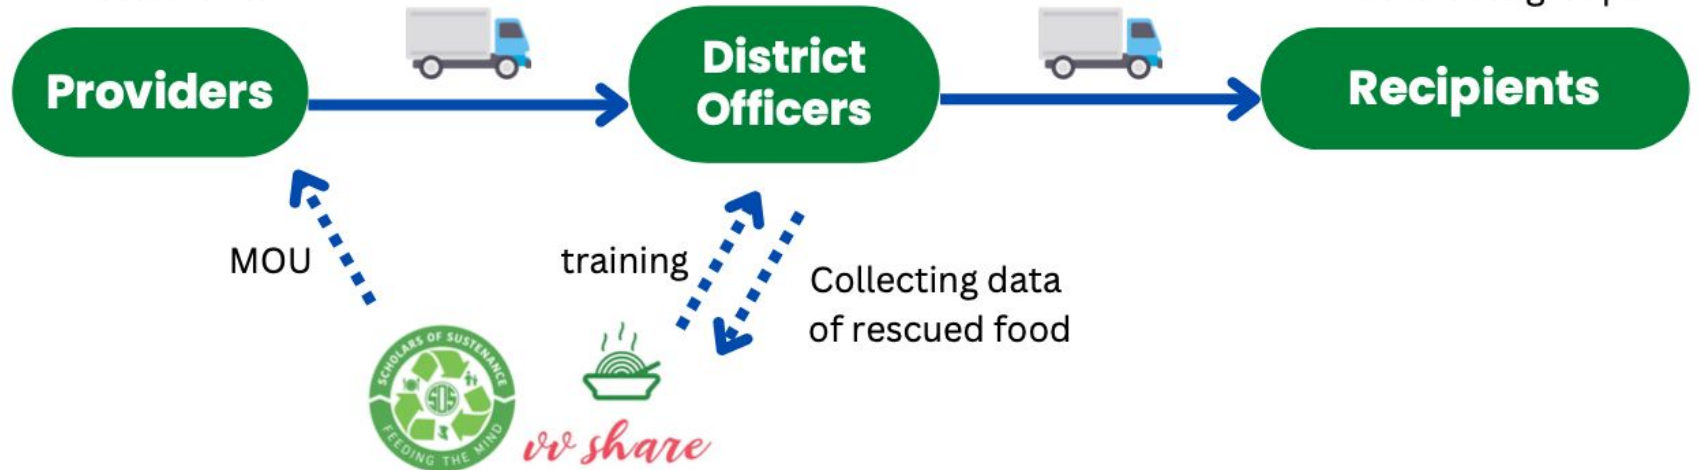 Providers
District
Officers
Recipients
MOU
training
Collecting data
of rescued food
SCHOLARS OF SUSTENANCE
SOS
FEEDING THE MIND
vv share